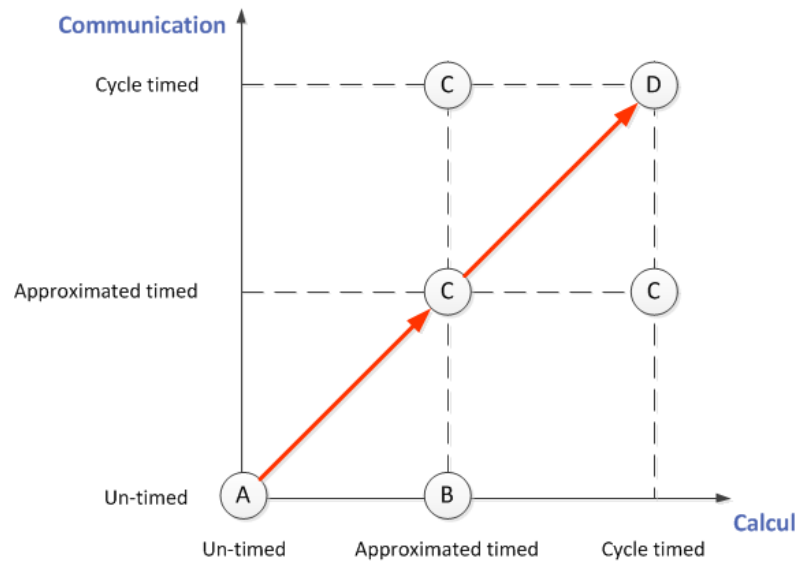 Communication
Cycle timed
C
D
Approximated timed
C
C
Un-timed
A
B
Calcul
Un-timed
Approximated timed
Cycle timed